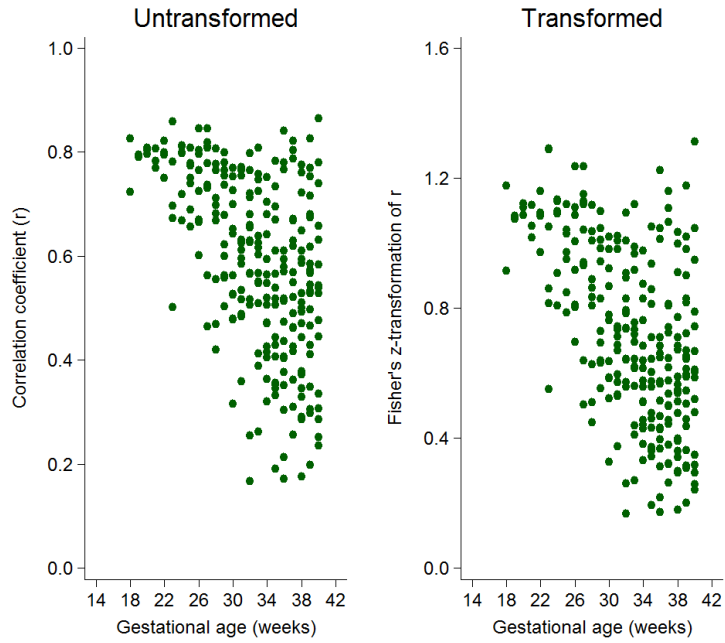 Untransformed
Transformed
Correlation coefficient (r)
1.0
0.8
0.6
0.4
0.2
0.0
14 18 22 26 30 34 38 42
Gestational age (weeks)
Fisher's z-transformation of r
1.6
1.2
0.8
0.4
0.0
14 18 22 26 30 34 38 42
Gestational age (weeks)